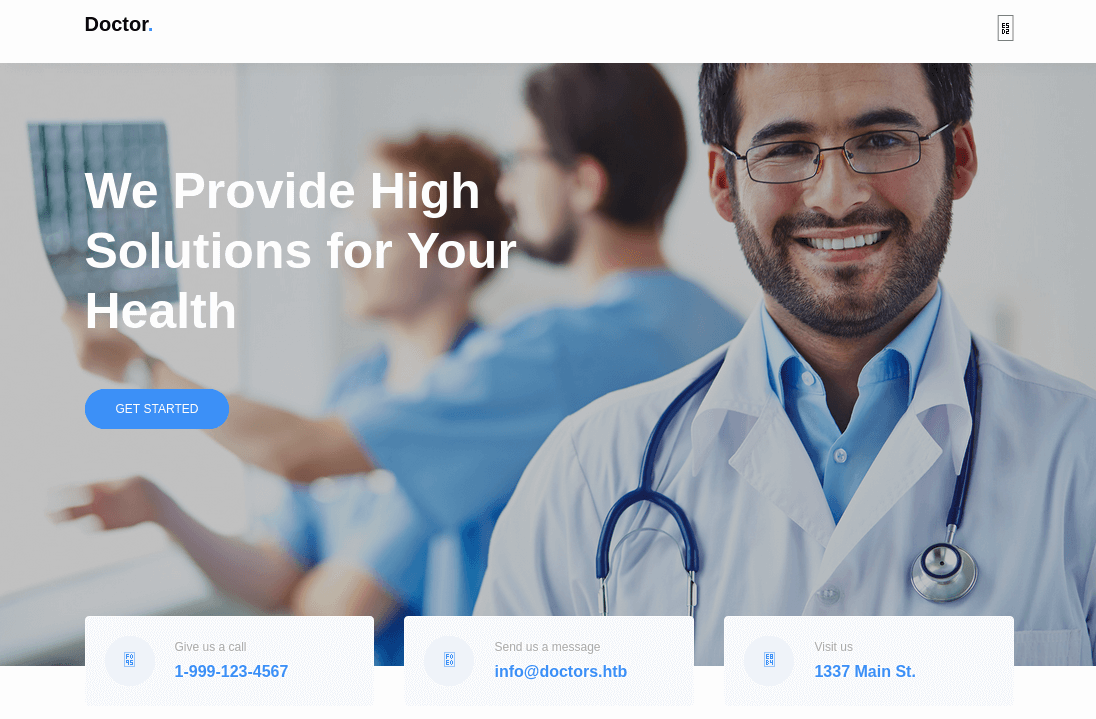 Doctor.
We Provide High
Solutions for Your
Health
GET STARTED
Give us a call
1-999-123-4567
Send us a message
info@doctors.htb
Visit us
1337 Main St.